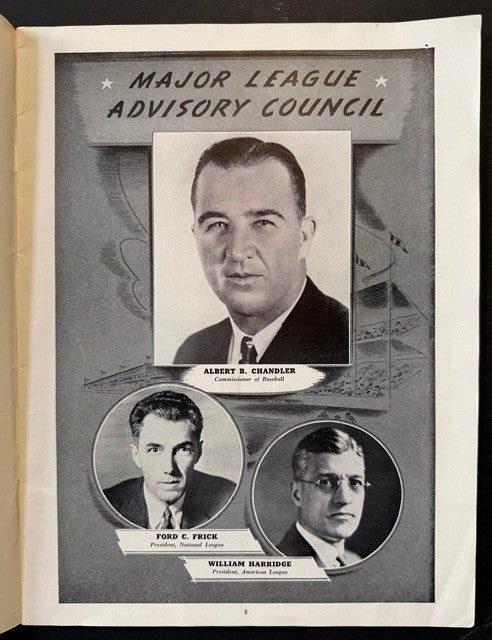 MAJOR LEAGUE
ADVISORY COUNCIL
ALBERT B. CHANDLER
Commissioner of Baseball
FORD C. FRICK
President, National League
WILLIAM HARRIDGE
President, American League
3